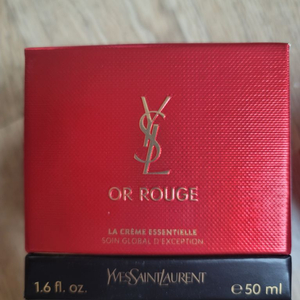 YSL
OR ROUGE
LA CRÈME ESSENTIELLE
SOIN GLOBAL D'EXCEPTION
1.6 fl. oz. YVESSAINTLAURENT ℮50 ml